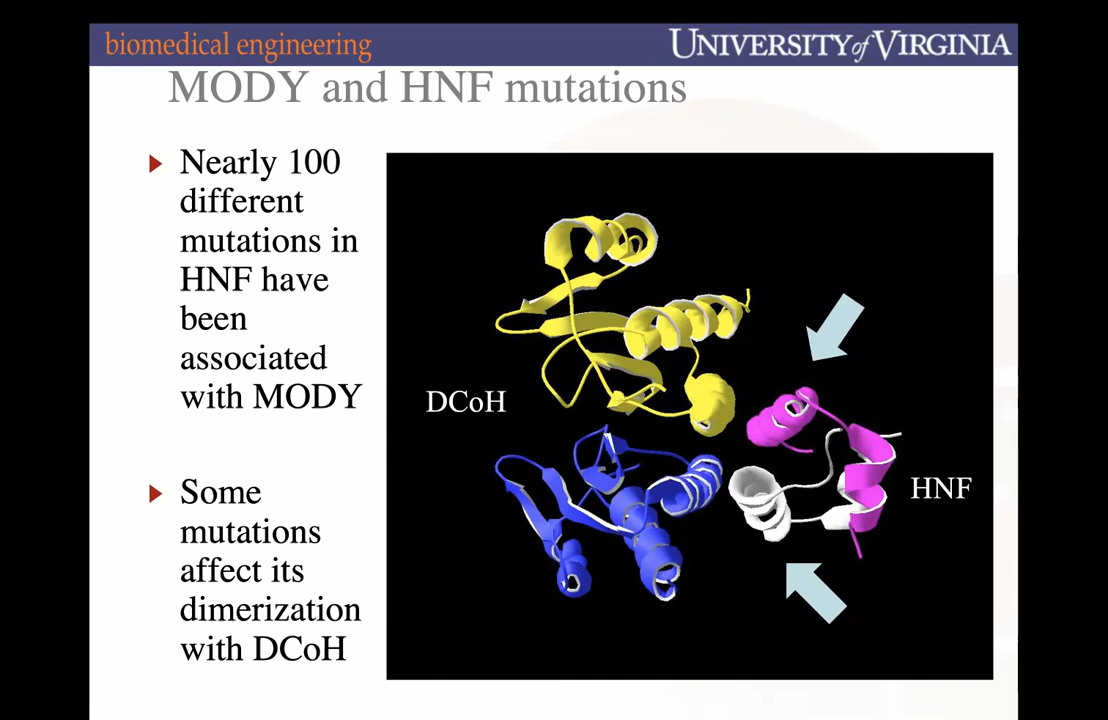 biomedical engineering
UNIVERSITY of VIRGINIA
MODY and HNF mutations
Nearly 100
different
mutations in
HNF have
been
associated
with MODY
Some
mutations
affect its
dimerization
with DCoH
DCoH
HNF